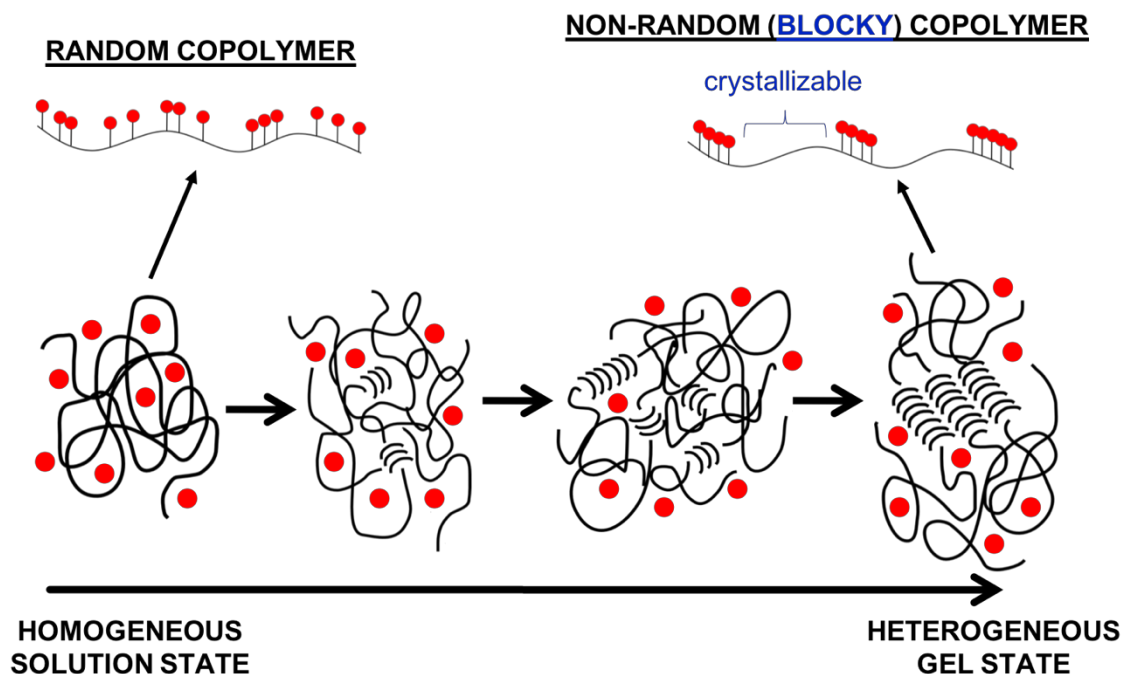 RANDOM COPOLYMER
NON-RANDOM (BLOCKY) COPOLYMER
crystallizable
HOMOGENEOUS
SOLUTION STATE
HETEROGENEOUS
GEL STATE